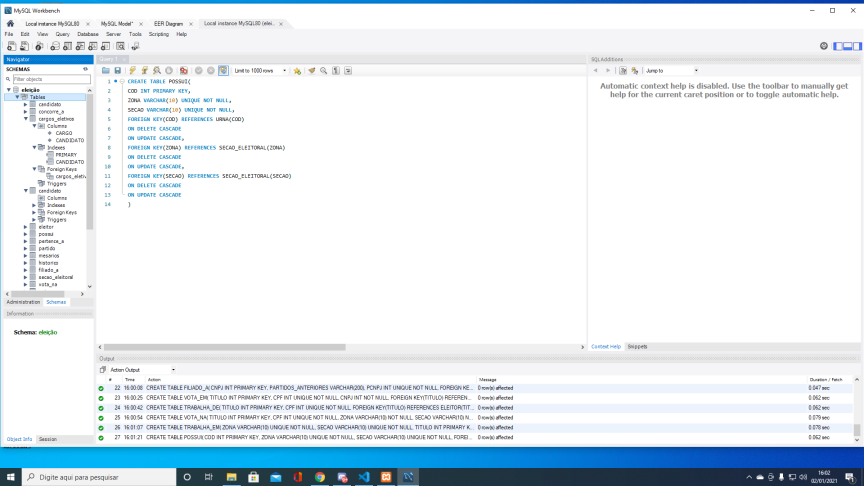 MySQL Workbench
Local instance MySQL80 × MySQL Model* × EER Diagram × Local instance MySQL80 (elei... ×
File Edit View Query Database Server Tools Scripting Help
Navigator
SCHEMAS
Filter objects
eleição
Tables
candidato
concorre_a
cargos_eletivos
Columns
CARGO
CANDIDATO
Indexes
PRIMARY
CANDIDATO
Foreign Keys
cargos_eletiv
Triggers
candidato
Columns
Indexes
Foreign Keys
Triggers
eleitor
possui
pertence_a
partido
mesarios
historico
filiado_a
secao_eleitoral
vota_na
Administration Schemas
Information
Schema: eleição
Object Info Session
Query 1
Limit to 1000 rows
1 CREATE TABLE POSSUI(
2 COD INT PRIMARY KEY,
3 ZONA VARCHAR(10) UNIQUE NOT NULL,
4 SECAO VARCHAR(10) UNIQUE NOT NULL,
5 FOREIGN KEY(COD) REFERENCES URNA(COD)
6 ON DELETE CASCADE
7 ON UPDATE CASCADE,
8 FOREIGN KEY(ZONA) REFERENCES SECAO_ELEITORAL(ZONA)
9 ON DELETE CASCADE
10 ON UPDATE CASCADE,
11 FOREIGN KEY(SECAO) REFERENCES SECAO_ELEITORAL(SECAO)
12 ON DELETE CASCADE
13 ON UPDATE CASCADE
14 )
SQLAdditions
Jump to
Automatic context help is disabled. Use the toolbar to manually get
help for the current caret position or to toggle automatic help.
Context Help Snippets
Output
Action Output
# Time Action Message Duration / Fetch
22 16:00:08 CREATE TABLE FILIADO_A( CNPJ INT PRIMARY KEY, PARTIDOS_ANTERIORES VARCHAR(200), PCNPJ INT UNIQUE NOT NULL, FOREIGN KE... 0 row(s) affected 0.047 sec
23 16:00:25 CREATE TABLE VOTA_EM( TITULO INT PRIMARY KEY, CPF INT UNIQUE NOT NULL, CNPJ INT NOT NULL, FOREIGN KEY(TITULO) REFEREN... 0 row(s) affected 0.062 sec
24 16:00:42 CREATE TABLE TRABALHA_DE( TITULO INT PRIMARY KEY, CPF INT UNIQUE NOT NULL, FOREIGN KEY(TITULO) REFERENCES ELEITOR(TIT... 0 row(s) affected 0.062 sec
25 16:00:54 CREATE TABLE VOTA_NA( TITULO INT PRIMARY KEY, CPF INT UNIQUE NOT NULL, ZONA VARCHAR(10) NOT NULL, SECAO VARCHAR(10) N... 0 row(s) affected 0.079 sec
26 16:01:07 CREATE TABLE TRABALHA_EM( ZONA VARCHAR(10) UNIQUE NOT NULL, SECAO VARCHAR(10) UNIQUE NOT NULL, TITULO INT PRIMARY K... 0 row(s) affected 0.078 sec
27 16:01:21 CREATE TABLE POSSUI( COD INT PRIMARY KEY, ZONA VARCHAR(10) UNIQUE NOT NULL, SECAO VARCHAR(10) UNIQUE NOT NULL, FOREI... 0 row(s) affected 0.062 sec
Digite aqui para pesquisar
16:02
02/01/2021